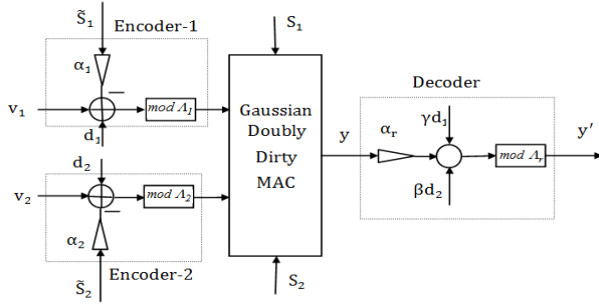 S̃₁
Encoder-1
α₁
v₁
d₁
mod Λ₁
S₁
Gaussian
Doubly
Dirty
MAC
S₂
y
Decoder
αᵣ
γd₁
βd₂
mod Λᵣ
y′
d₂
v₂
mod Λ₂
α₂
S̃₂
Encoder-2